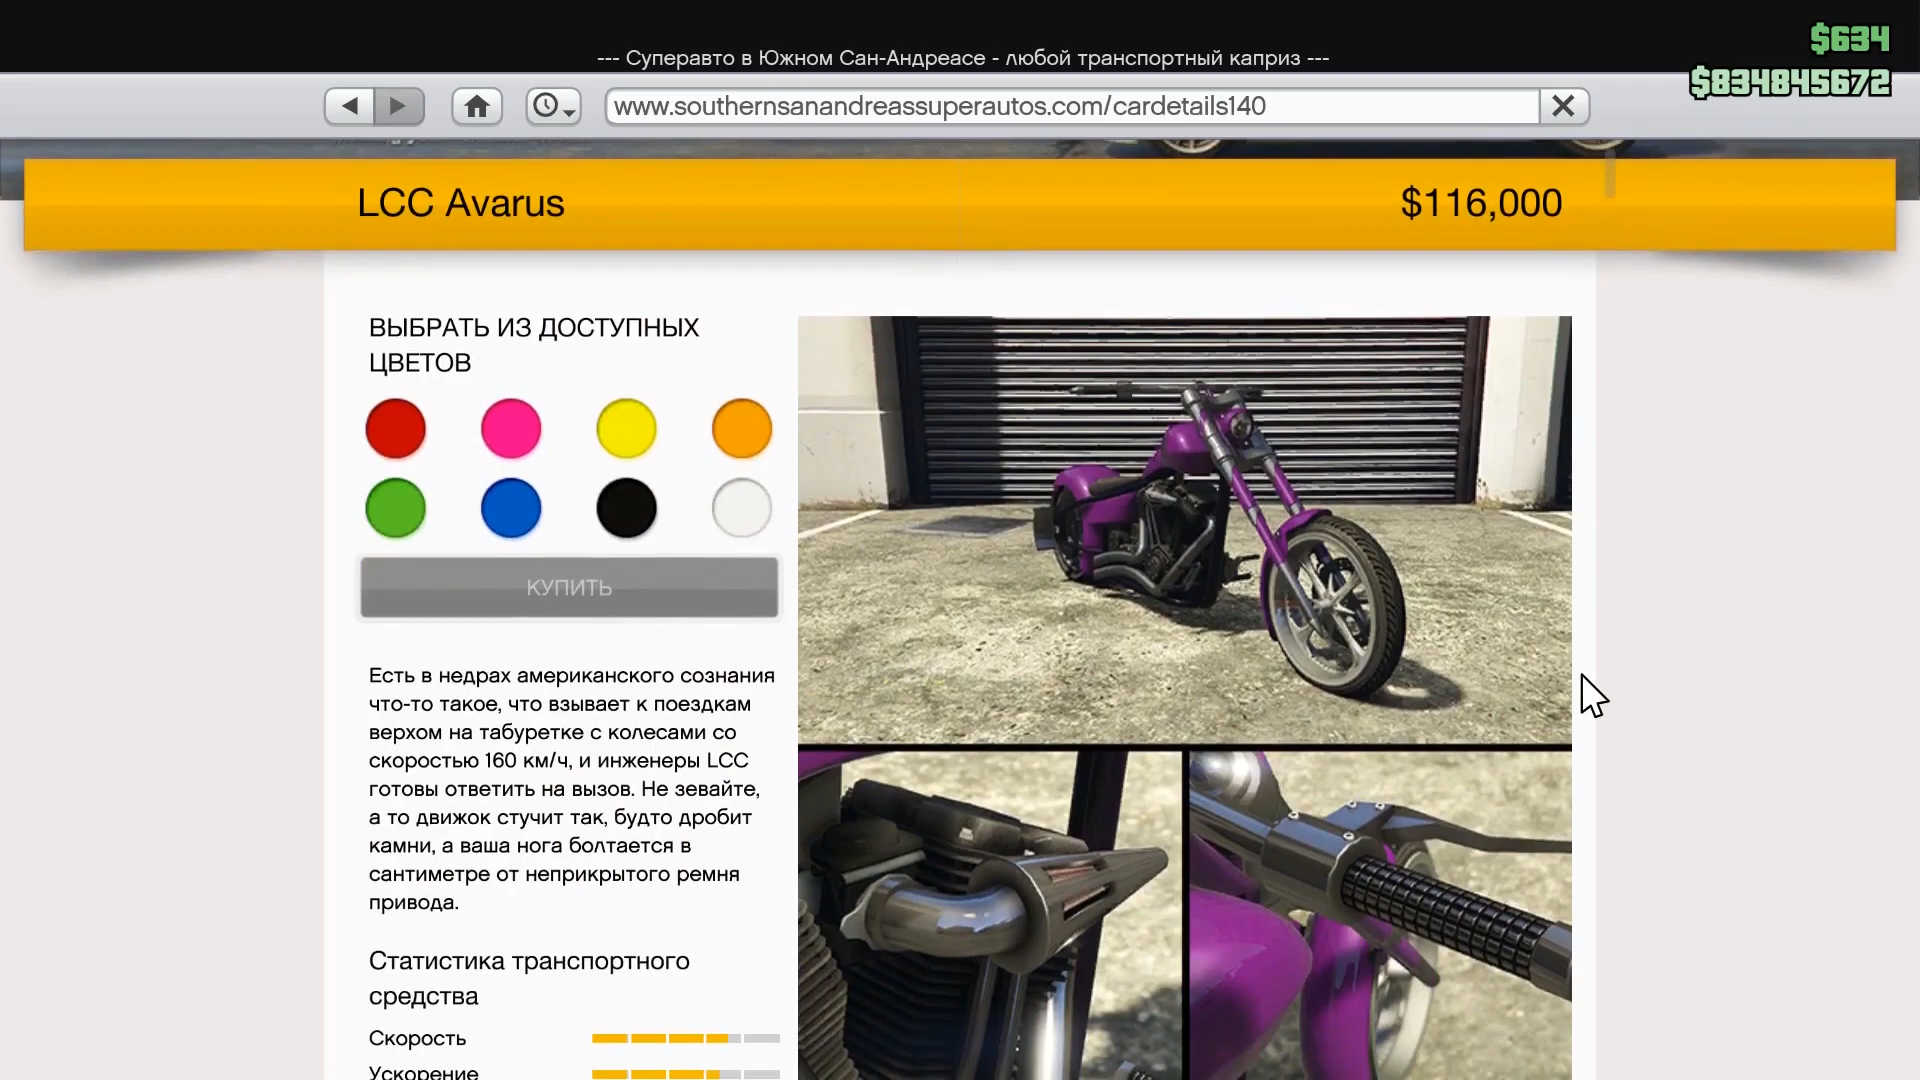 $634
--- Суперавто в Южном Сан-Андреасе - любой транспортный каприз ---
$834845672
www.southernsanandreassuperautos.com/cardetails140
LCC Avarus
$116,000
ВЫБРАТЬ ИЗ ДОСТУПНЫХ
ЦВЕТОВ
КУПИТЬ
Есть в недрах американского сознания
что-то такое, что взывает к поездкам
верхом на табуретке с колесами со
скоростью 160 км/ч, и инженеры LCC
готовы ответить на вызов. Не зевайте,
а то движок стучит так, будто дробит
камни, а ваша нога болтается в
сантиметре от неприкрытого ремня
привода.
Статистика транспортного
средства
Скорость
Ускорение